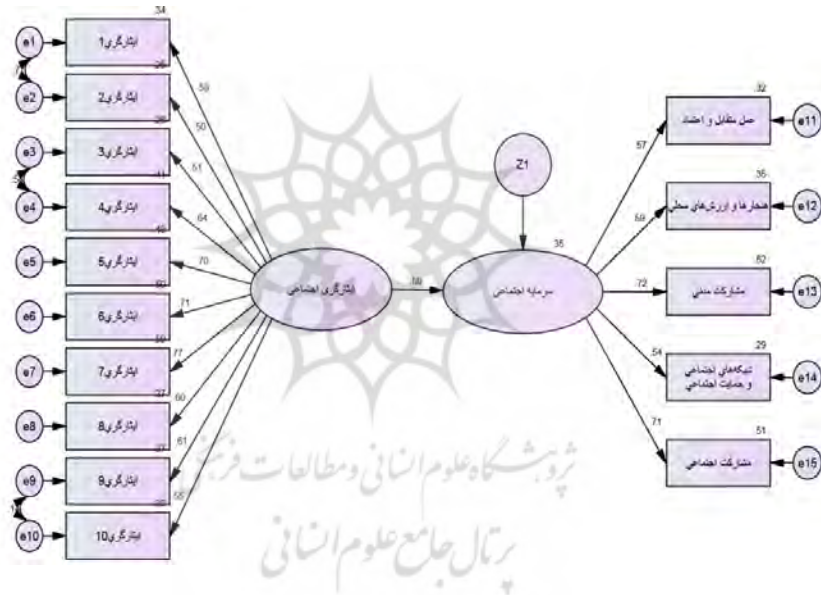 .34
e1
ایثارگری1
.59
e2
ایثارگری2
.50
e3
ایثارگری3
.51
e4
ایثارگری4
.64
e5
ایثارگری5
.70
e6
ایثارگری6
.71
e7
ایثارگری7
.77
e8
ایثارگری8
.60
e9
ایثارگری9
.61
e10
ایثارگری10
ایثارگری اجتماعی
Z1
.35
سرمایه اجتماعی
.32
عمل متقابل و اعتماد
e11
.57
هنجارها و ارزش‌های محلی
e12
.59
مشارکت مدنی
e13
.72
.29
شبکه‌های اجتماعی
و حمایت اجتماعی
e14
.54
.51
مشارکت اجتماعی
e15
.71
پژوهشگاه علوم انسانی و مطالعات فرهنگی
پرتال جامع علوم انسانی